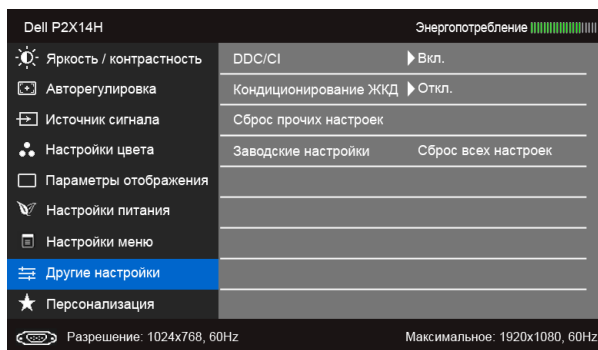 Dell P2X14H Энергопотребление
Яркость / контрастность DDC/CI Вкл.
Авторегулировка Кондиционирование ЖКД Откл.
Источник сигнала Сброс прочих настроек
Настройки цвета Заводские настройки Сброс всех настроек
Параметры отображения
Настройки питания
Настройки меню
Другие настройки
Персонализация
Разрешение: 1024x768, 60Hz Максимальное: 1920x1080, 60Hz